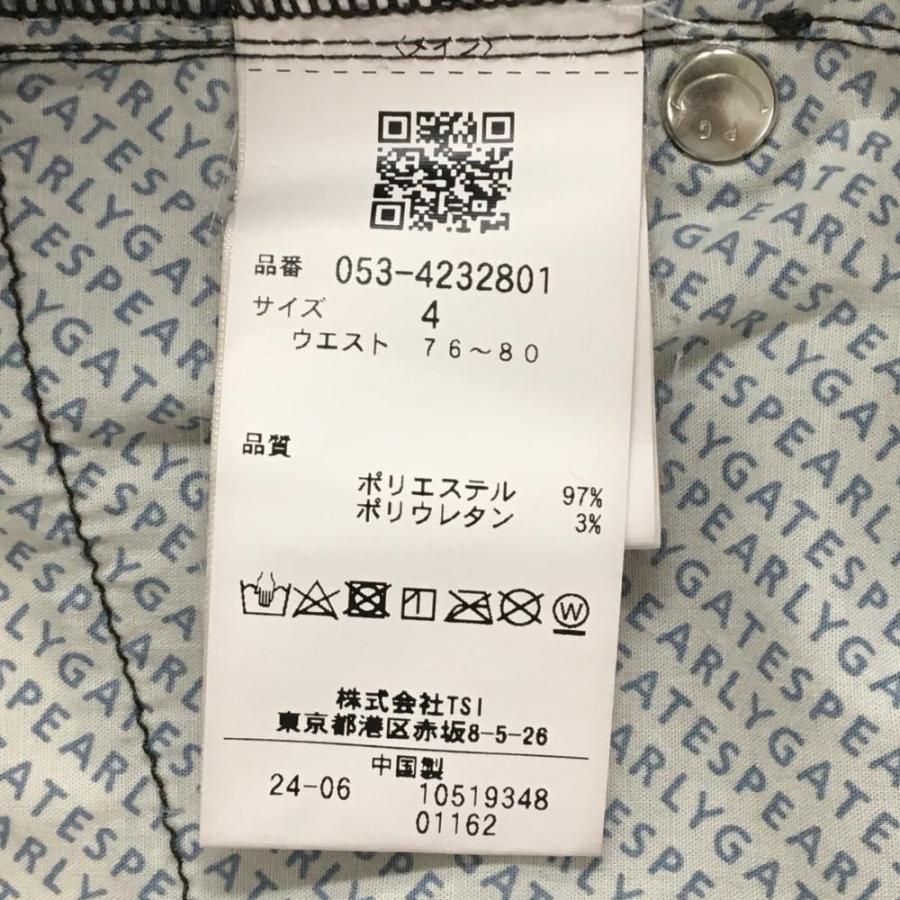 〈メイン〉
PG
品番 053-4232801
サイズ 4
ウエスト 76～80
品質
ポリエステル 97%
ポリウレタン 3%
W
株式会社TSI
東京都港区赤坂8-5-26
中国製
24-06 10519348
01162
PEARLYGATES